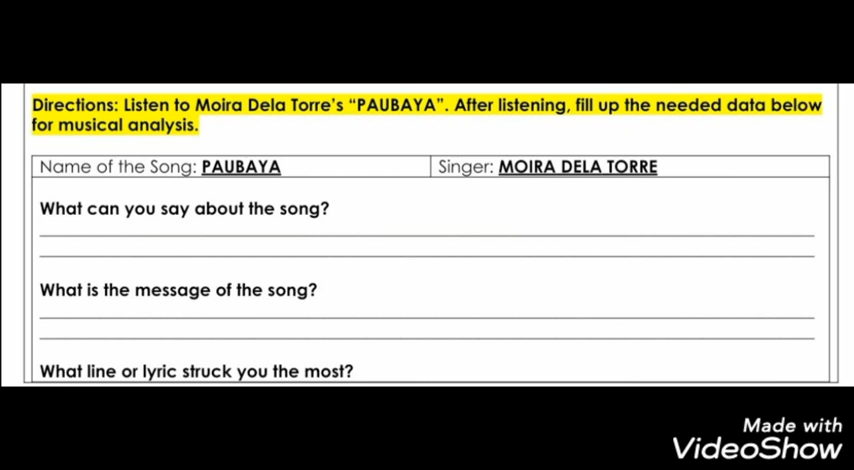 Directions: Listen to Moira Dela Torre's "PAUBAYA". After listening, fill up the needed data below
for musical analysis.
Name of the Song: PAUBAYA
Singer: MOIRA DELA TORRE
What can you say about the song?
What is the message of the song?
What line or lyric struck you the most?
Made with
VideoShow